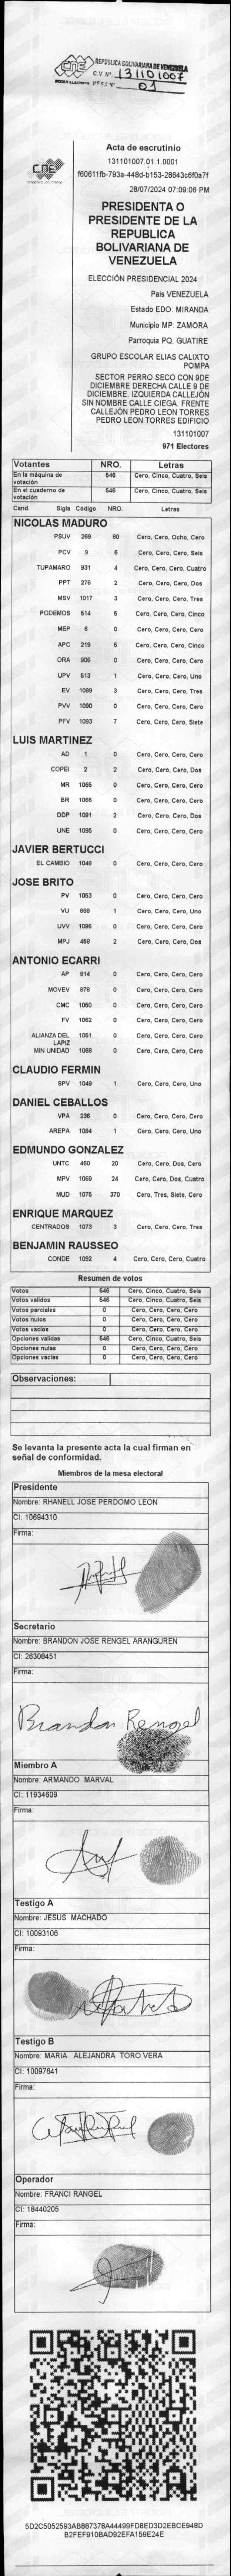 CNE
REPÚBLICA BOLIVARIANA DE VENEZUELA
C.V. Nº. 131101007
MESA Nº 01
CNE
Acta de escrutinio
131101007.01.1.0001
28/07/2024 07:09:06 PM
PRESIDENTA O
PRESIDENTE DE LA
REPUBLICA
BOLIVARIANA DE
VENEZUELA
ELECCIÓN PRESIDENCIAL 2024
Pais VENEZUELA
Estado EDO. MIRANDA
Municipio MP. ZAMORA
Parroquia PQ. GUATIRE
GRUPO ESCOLAR ELIAS CALIXTO
POMPA
SECTOR PERRO SECO CON 9DE
DICIEMBRE DERECHA CALLE 9 DE
DICIEMBRE. IZQUIERDA CALLEJÓN
SIN NOMBRE CALLE CIEGA. FRENTE
CALLEJÓN PEDRO LEON TORRES
PEDRO LEON TORRES EDIFICIO
131101007
971 Electores
Votantes NRO. Letras
En la máquina de votación 546 Cero, Cinco, Cuatro, Seis
En el cuaderno de votación 546 Cero, Cinco, Cuatro, Seis
Cand. Sigla Codigo NRO. Letras
NICOLAS MADURO
PSUV 269 80 Cero, Cero, Ocho, Cero
PCV 9 6 Cero, Cero, Cero, Seis
TUPAMARO 931 4 Cero, Cero, Cero, Cuatro
PPT 276 2 Cero, Cero, Cero, Dos
MSV 1017 3 Cero, Cero, Cero, Tres
PODEMOS 514 5 Cero, Cero, Cero, Cinco
MEP 6 0 Cero, Cero, Cero, Cero
APC 219 5 Cero, Cero, Cero, Cinco
ORA 906 0 Cero, Cero, Cero, Cero
UPV 513 1 Cero, Cero, Cero, Uno
EV 1089 3 Cero, Cero, Cero, Tres
PVV 1090 0 Cero, Cero, Cero, Cero
PFV 1093 7 Cero, Cero, Cero, Siete
LUIS MARTINEZ
AD 1 0 Cero, Cero, Cero, Cero
COPEI 2 2 Cero, Cero, Cero, Dos
MR 1065 0 Cero, Cero, Cero, Cero
BR 1066 0 Cero, Cero, Cero, Cero
DDP 1091 2 Cero, Cero, Cero, Dos
UNE 1095 0 Cero, Cero, Cero, Cero
JAVIER BERTUCCI
EL CAMBIO 1048 0 Cero, Cero, Cero, Cero
JOSE BRITO
PV 1053 0 Cero, Cero, Cero, Cero
VU 868 1 Cero, Cero, Cero, Uno
UVV 1096 0 Cero, Cero, Cero, Cero
MPJ 459 2 Cero, Cero, Cero, Dos
ANTONIO ECARRI
AP 814 0 Cero, Cero, Cero, Cero
MOVEV 878 0 Cero, Cero, Cero, Cero
CMC 1050 0 Cero, Cero, Cero, Cero
FV 1062 0 Cero, Cero, Cero, Cero
ALIANZA DEL LAPIZ 1051 0 Cero, Cero, Cero, Cero
MIN UNIDAD 1068 0 Cero, Cero, Cero, Cero
CLAUDIO FERMIN
SPV 1049 1 Cero, Cero, Cero, Uno
DANIEL CEBALLOS
VPA 236 0 Cero, Cero, Cero, Cero
AREPA 1094 1 Cero, Cero, Cero, Uno
EDMUNDO GONZALEZ
UNTC 460 20 Cero, Cero, Dos, Cero
MPV 1069 24 Cero, Cero, Dos, Cuatro
MUD 1075 370 Cero, Tres, Siete, Cero
ENRIQUE MARQUEZ
CENTRADOS 1073 3 Cero, Cero, Cero, Tres
BENJAMIN RAUSSEO
CONDE 1092 4 Cero, Cero, Cero, Cuatro
Resumen de votos
Votos 546 Cero, Cinco, Cuatro, Seis
Votos validos 546 Cero, Cinco, Cuatro, Seis
Votos parciales 0 Cero, Cero, Cero, Cero
Votos nulos 0 Cero, Cero, Cero, Cero
Votos vacios 0 Cero, Cero, Cero, Cero
Opciones validas 546 Cero, Cinco, Cuatro, Seis
Opciones nulas 0 Cero, Cero, Cero, Cero
Opciones vacias 0 Cero, Cero, Cero, Cero
Observaciones:
Se levanta la presente acta la cual firman en
señal de conformidad.
Miembros de la mesa electoral
Presidente
Nombre: RHANELL JOSE PERDOMO LEON
CI: 10694310
Firma:
Secretario
Nombre: BRANDON JOSE RENGEL ARANGUREN
CI: 26308451
Firma:
Brandon Rengel
Miembro A
Nombre: ARMANDO MARVAL
CI: 11934609
Firma:
Testigo A
Nombre: JESUS MACHADO
CI: 10093106
Firma:
Testigo B
Nombre: MARIA ALEJANDRA TORO VERA
CI: 10097641
Firma:
Operador
Nombre: FRANCI RANGEL
CI: 18440205
Firma:
5D2C5052593ABB87378A44499FD8ED3D2EBCE948D
B2FEF910BAD92EFA159E24E